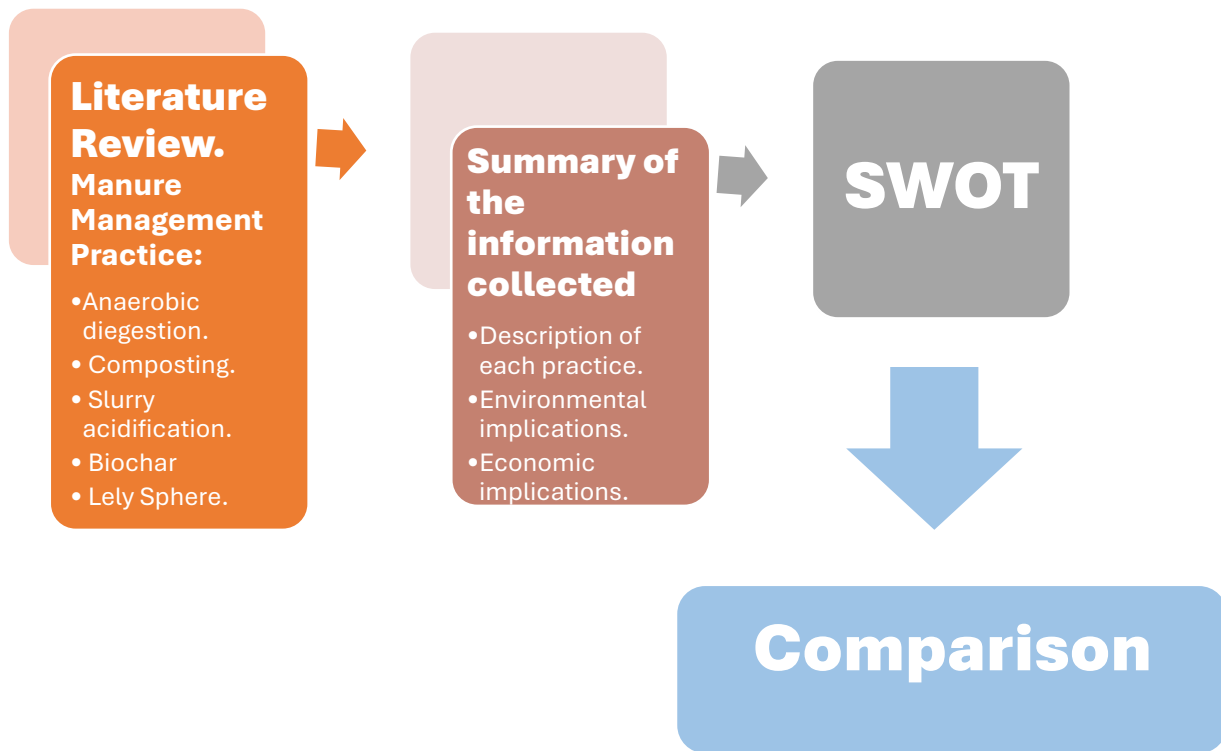 Literature
Review.
Manure
Management
Practice:
•Anaerobic
diegestion.
• Composting.
• Slurry
acidification.
• Biochar
• Lely Sphere.
Summary of
the
information
collected
•Description of
each practice.
•Environmental
implications.
•Economic
implications.
SWOT
Comparison